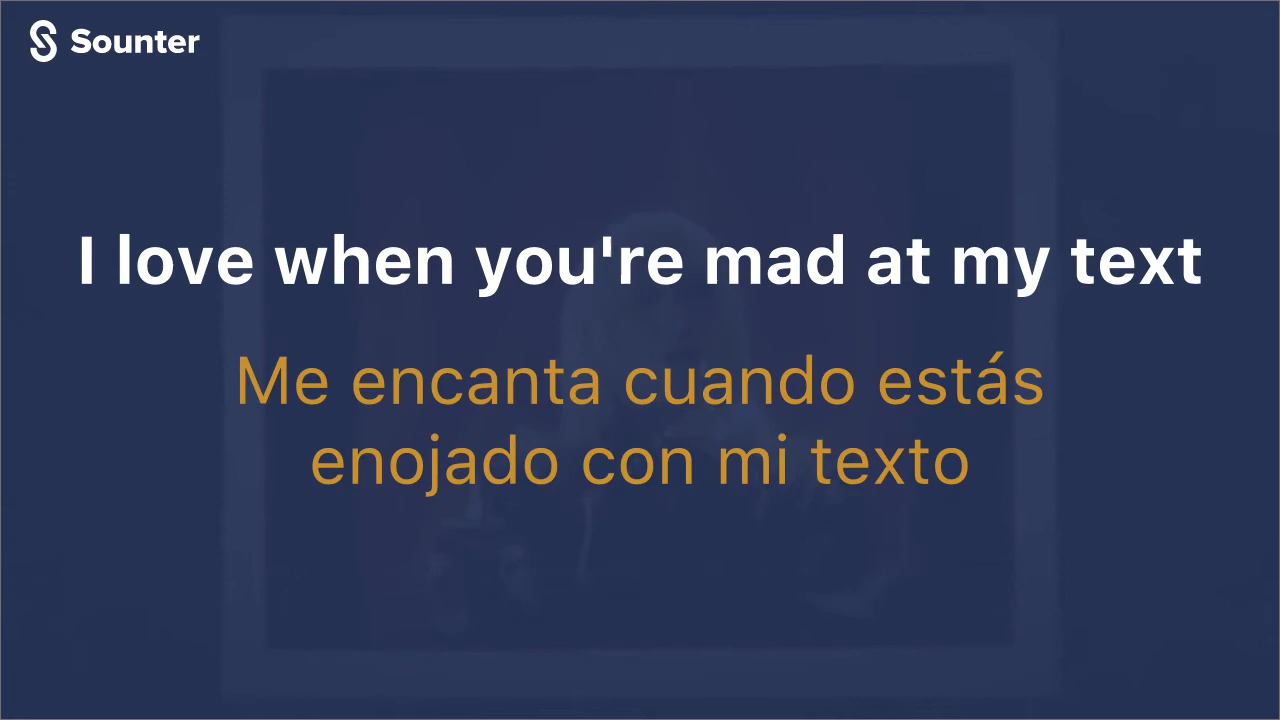 Sounter
I love when you're mad at my text
Me encanta cuando estás
enojado con mi texto